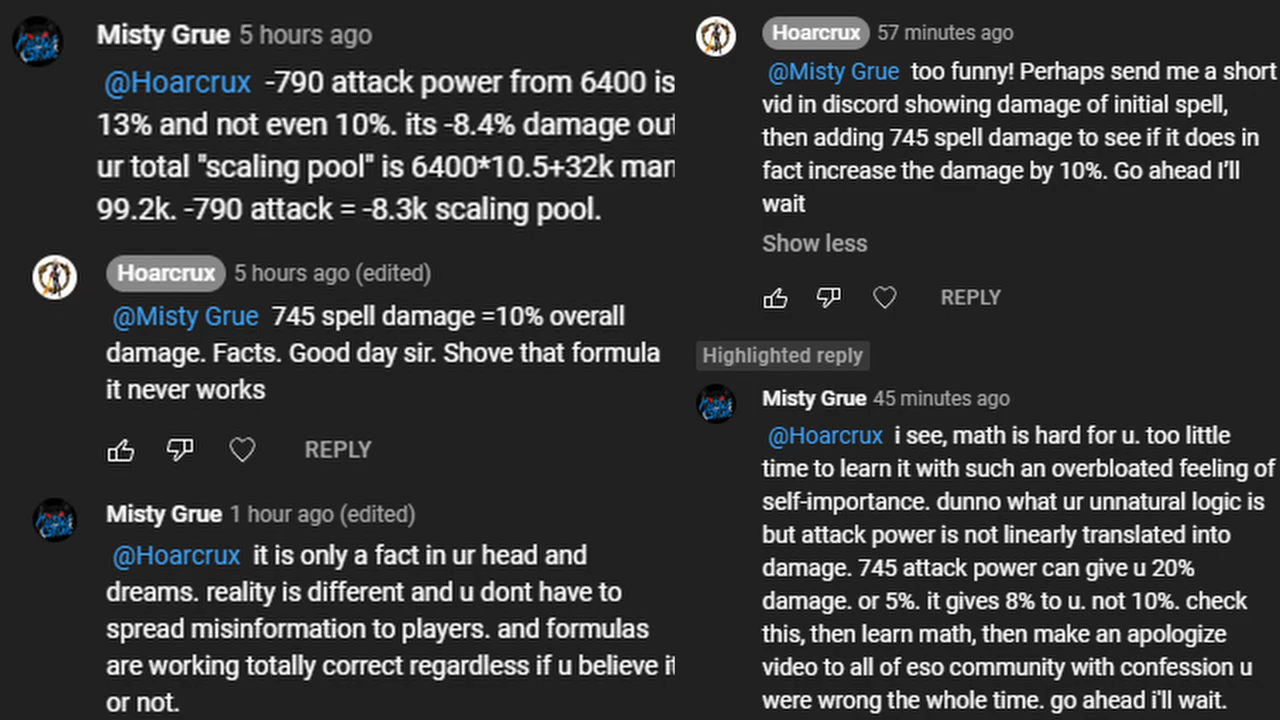 Misty Grue 5 hours ago
@Hoarcrux -790 attack power from 6400 is
13% and not even 10%. its -8.4% damage
ur total "scaling pool" is 6400*10.5+32k
99.2k. -790 attack = -8.3k scaling pool.
Hoarcrux 5 hours ago (edited)
@Misty Grue 745 spell damage =10% overall
damage. Facts. Good day sir. Shove that formula
it never works
REPLY
Misty Grue 1 hour ago (edited)
@Hoarcrux it is only a fact in ur head and
dreams. reality is different and u dont have to
spread misinformation to players. and formulas
are working totally correct regardless if u believe it
or not.
Hoarcrux 57 minutes ago
@Misty Grue too funny! Perhaps send me a short
vid in discord showing damage of initial spell,
then adding 745 spell damage to see if it does in
fact increase the damage by 10%. Go ahead I'll
wait
Show less
REPLY
Highlighted reply
Misty Grue 45 minutes ago
@Hoarcrux i see, math is hard for u. too little
time to learn it with such an overbloated feeling of
self-importance. dunno what ur unnatural logic is
but attack power is not linearly translated into
damage. 745 attack power can give u 20%
damage. or 5%. it gives 8% to u. not 10%. check
this, then learn math, then make an apologize
video to all of eso community with confession u
were wrong the whole time. go ahead i'll wait.